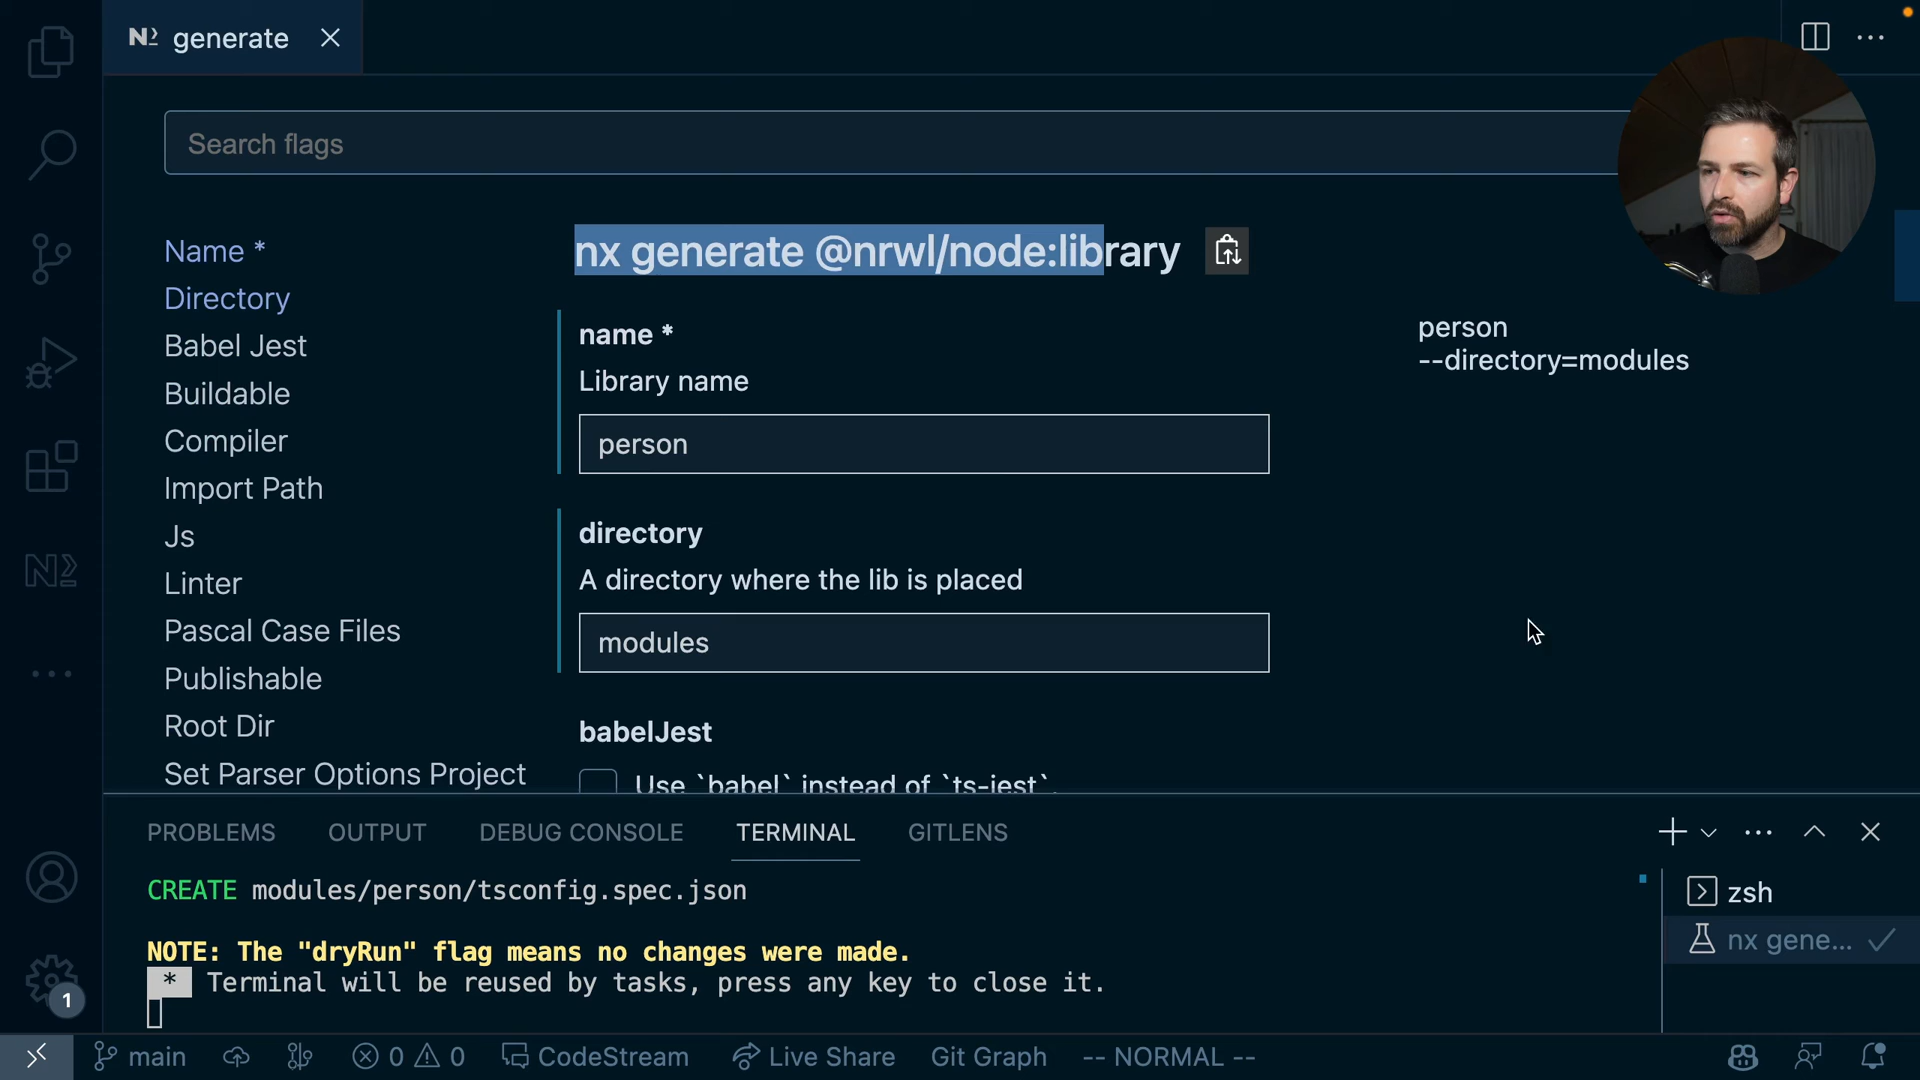 generate
Search flags
Name *
Directory
Babel Jest
Buildable
Compiler
Import Path
Js
Linter
Pascal Case Files
Publishable
Root Dir
Set Parser Options Project
nx generate @nrwl/node:library
name *
Library name
person
directory
A directory where the lib is placed
modules
babelJest
Use `babel` instead of `ts-jest`.
person
--directory=modules
PROBLEMS
OUTPUT
DEBUG CONSOLE
TERMINAL
GITLENS
CREATE modules/person/tsconfig.spec.json
NOTE: The "dryRun" flag means no changes were made.
* Terminal will be reused by tasks, press any key to close it.
zsh
nx gene...
1
main
0
0
CodeStream
Live Share
Git Graph
-- NORMAL --